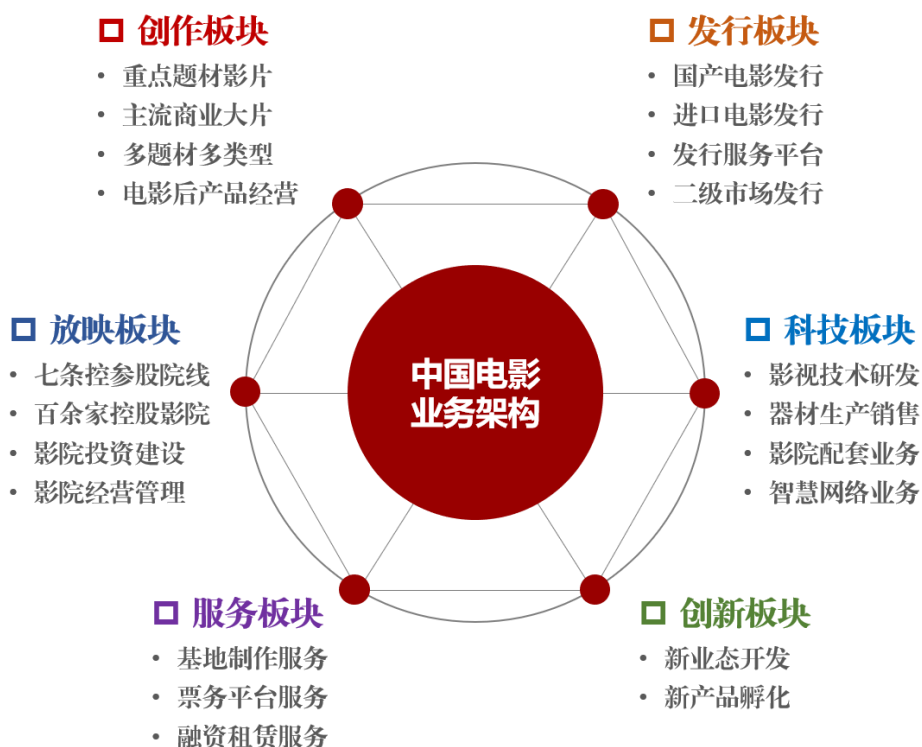 创作板块
重点题材影片
主流商业大片
多题材多类型
电影后产品经营
发行板块
国产电影发行
进口电影发行
发行服务平台
二级市场发行
放映板块
七条控参股院线
百余家控股影院
影院投资建设
影院经营管理
中国电影
业务架构
科技板块
影视技术研发
器材生产销售
影院配套业务
智慧网络业务
服务板块
基地制作服务
票务平台服务
融资租赁服务
创新板块
新业态开发
新产品孵化